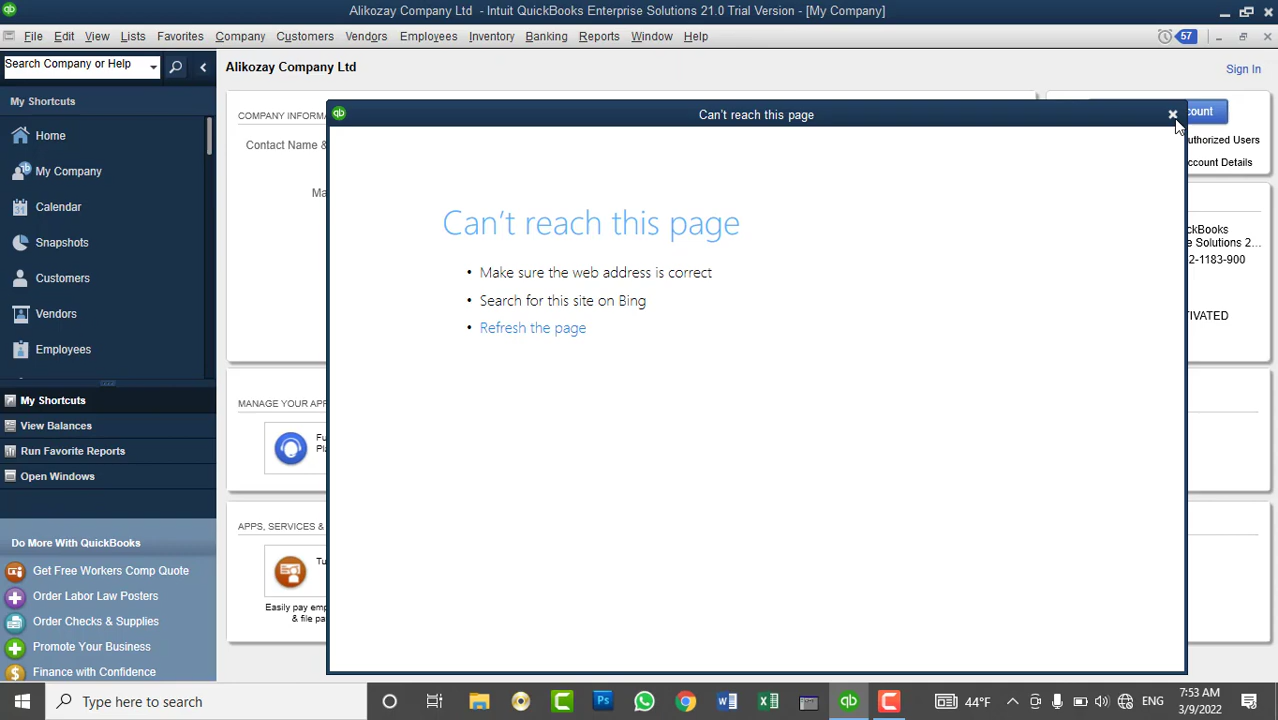 Alikozay Company Ltd - Intuit QuickBooks Enterprise Solutions 21.0 Trial Version - [My Company]
File Edit View Lists Favorites Company Customers Vendors Employees Inventory Banking Reports Window Help 57
Search Company or Help
Alikozay Company Ltd
Sign In
My Shortcuts
Home
My Company
Calendar
Snapshots
Customers
Vendors
Employees
My Shortcuts
View Balances
Run Favorite Reports
Open Windows
Do More With QuickBooks
Get Free Workers Comp Quote
Order Labor Law Posters
Order Checks & Supplies
Promote Your Business
Finance with Confidence
COMPANY INFORMA
Contact Name &
Ma
MANAGE YOUR APP
Fu
Pla
APPS, SERVICES &
Tu
Easily pay emp
& file pa
Can't reach this page
Can't reach this page
• Make sure the web address is correct
• Search for this site on Bing
• Refresh the page
count
uthorized Users
ccount Details
ckBooks
e Solutions 2...
2-1183-900
TIVATED
Type here to search
44°F
ENG
7:53 AM
3/9/2022